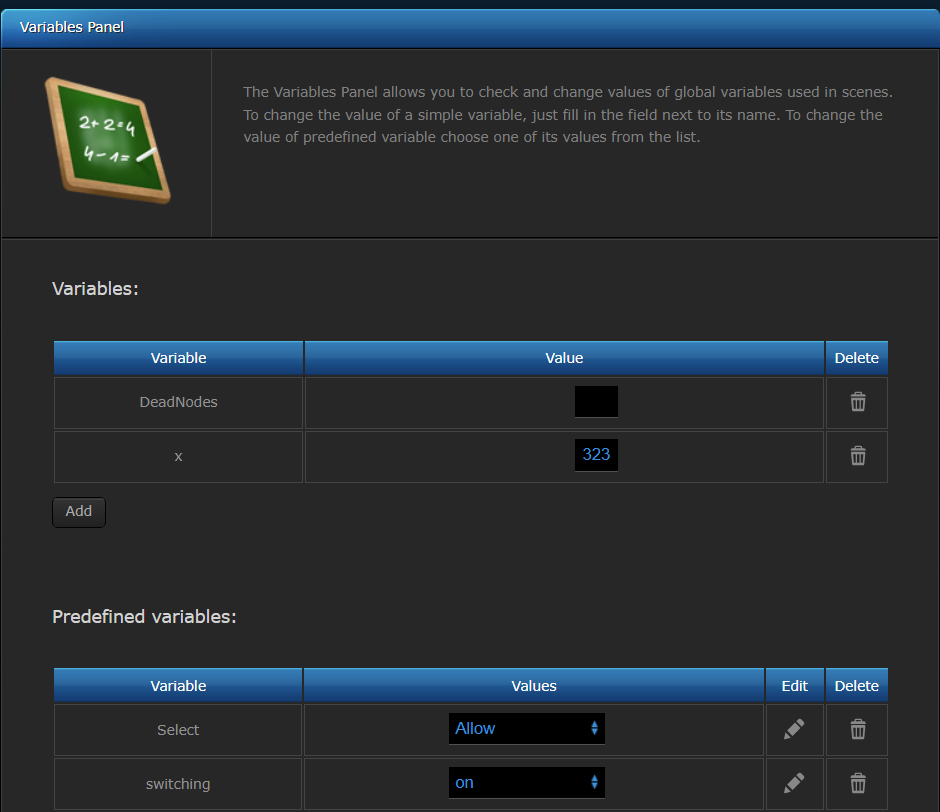 Variables Panel
2+2=4
4-1=
The Variables Panel allows you to check and change values of global variables used in scenes.
To change the value of a simple variable, just fill in the field next to its name. To change the
value of predefined variable choose one of its values from the list.
Variables:
Variable Value Delete
DeadNodes
x 323
Add
Predefined variables:
Variable Values Edit Delete
Select Allow
switching on